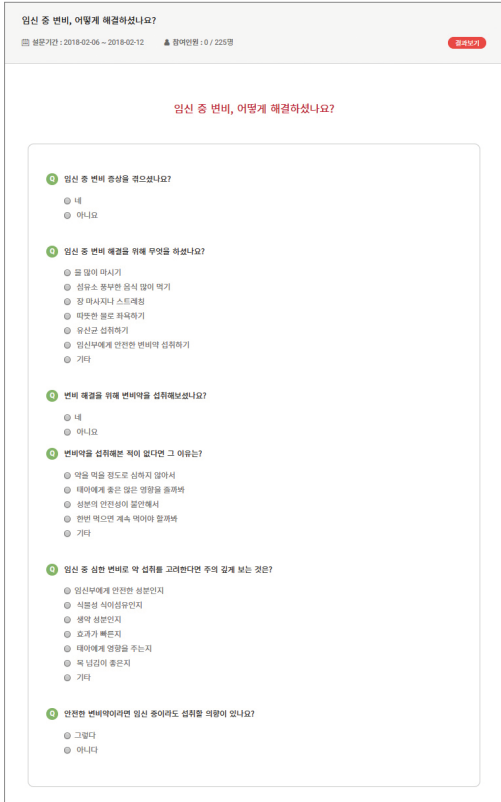 임신 중 변비, 어떻게 해결하셨나요?
설문기간 : 2018-02-06 ~ 2018-02-12 참여인원 : 0 / 225명
결과보기
임신 중 변비, 어떻게 해결하셨나요?
Q 임신 중 변비 증상을 겪으셨나요?
네
아니요
Q 임신 중 변비 해결을 위해 무엇을 하셨나요?
물 많이 마시기
섬유소 풍부한 음식 많이 먹기
장 마사지나 스트레칭
따뜻한 물로 좌욕하기
유산균 섭취하기
임신부에게 안전한 변비약 섭취하기
기타
Q 변비 해결을 위해 변비약을 섭취해보셨나요?
네
아니요
Q 변비약을 섭취해본 적이 없다면 그 이유는?
약을 먹을 정도로 심하지 않아서
태아에게 좋은 않은 영향을 줄까봐
성분의 안전성이 불안해서
한번 먹으면 계속 먹어야 할까봐
기타
Q 임신 중 심한 변비로 약 섭취를 고려한다면 주의 깊게 보는 것은?
임신부에게 안전한 성분인지
식물성 식이섬유인지
생약 성분인지
효과가 빠른지
태아에게 영향을 주는지
목 넘김이 좋은지
기타
Q 안전한 변비약이라면 임신 중이라도 섭취할 의향이 있나요?
그렇다
아니다